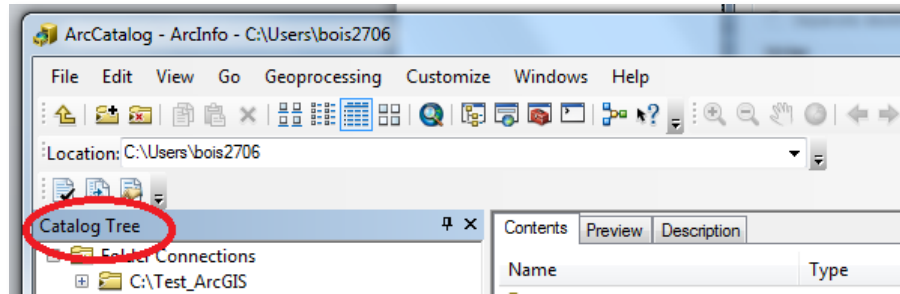 ArcCatalog - ArcInfo - C:\Users\bois2706
File Edit View Go Geoprocessing Customize Windows Help
Location: C:\Users\bois2706
Catalog Tree
Contents Preview Description
Folder Connections
Name Type
C:\Test_ArcGIS